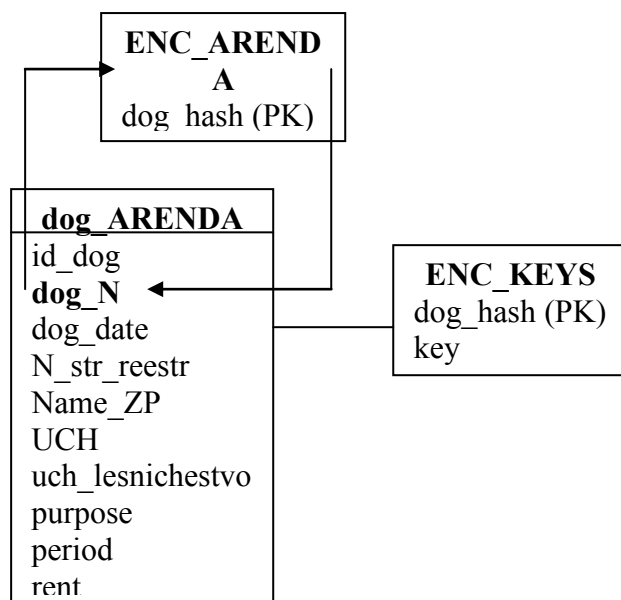 ENC_AREND
A
dog_hash (PK)
dog_ARENDA
id_dog
dog_N
dog_date
N_str_reestr
Name_ZP
UCH
uch_lesnichestvo
purpose
period
rent
ENC_KEYS
dog_hash (PK)
key